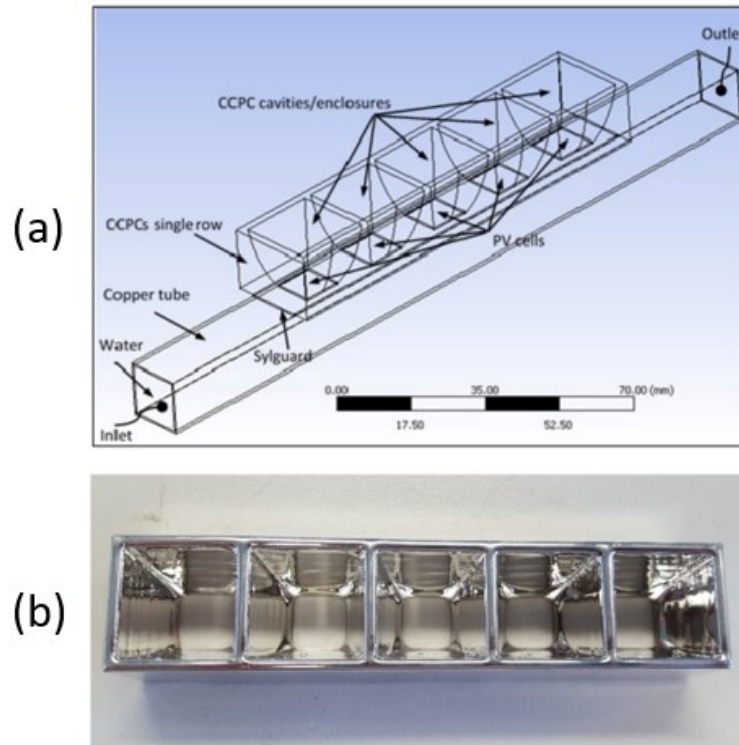 (a)
Outle
CCPC cavities/enclosures
CCPCs single row
PV cells
Copper tube
Sylguard
Water
Inlet
0.00 35.00 70.00 (mm)
17.50 52.50
(b)